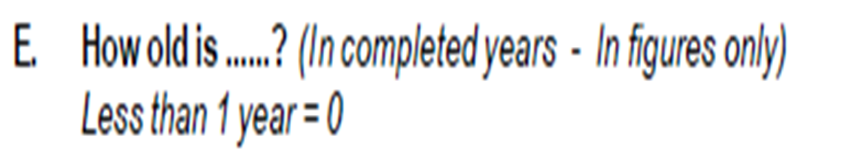 E. How old is ......? (In completed years - In figures only)
Less than 1 year = 0